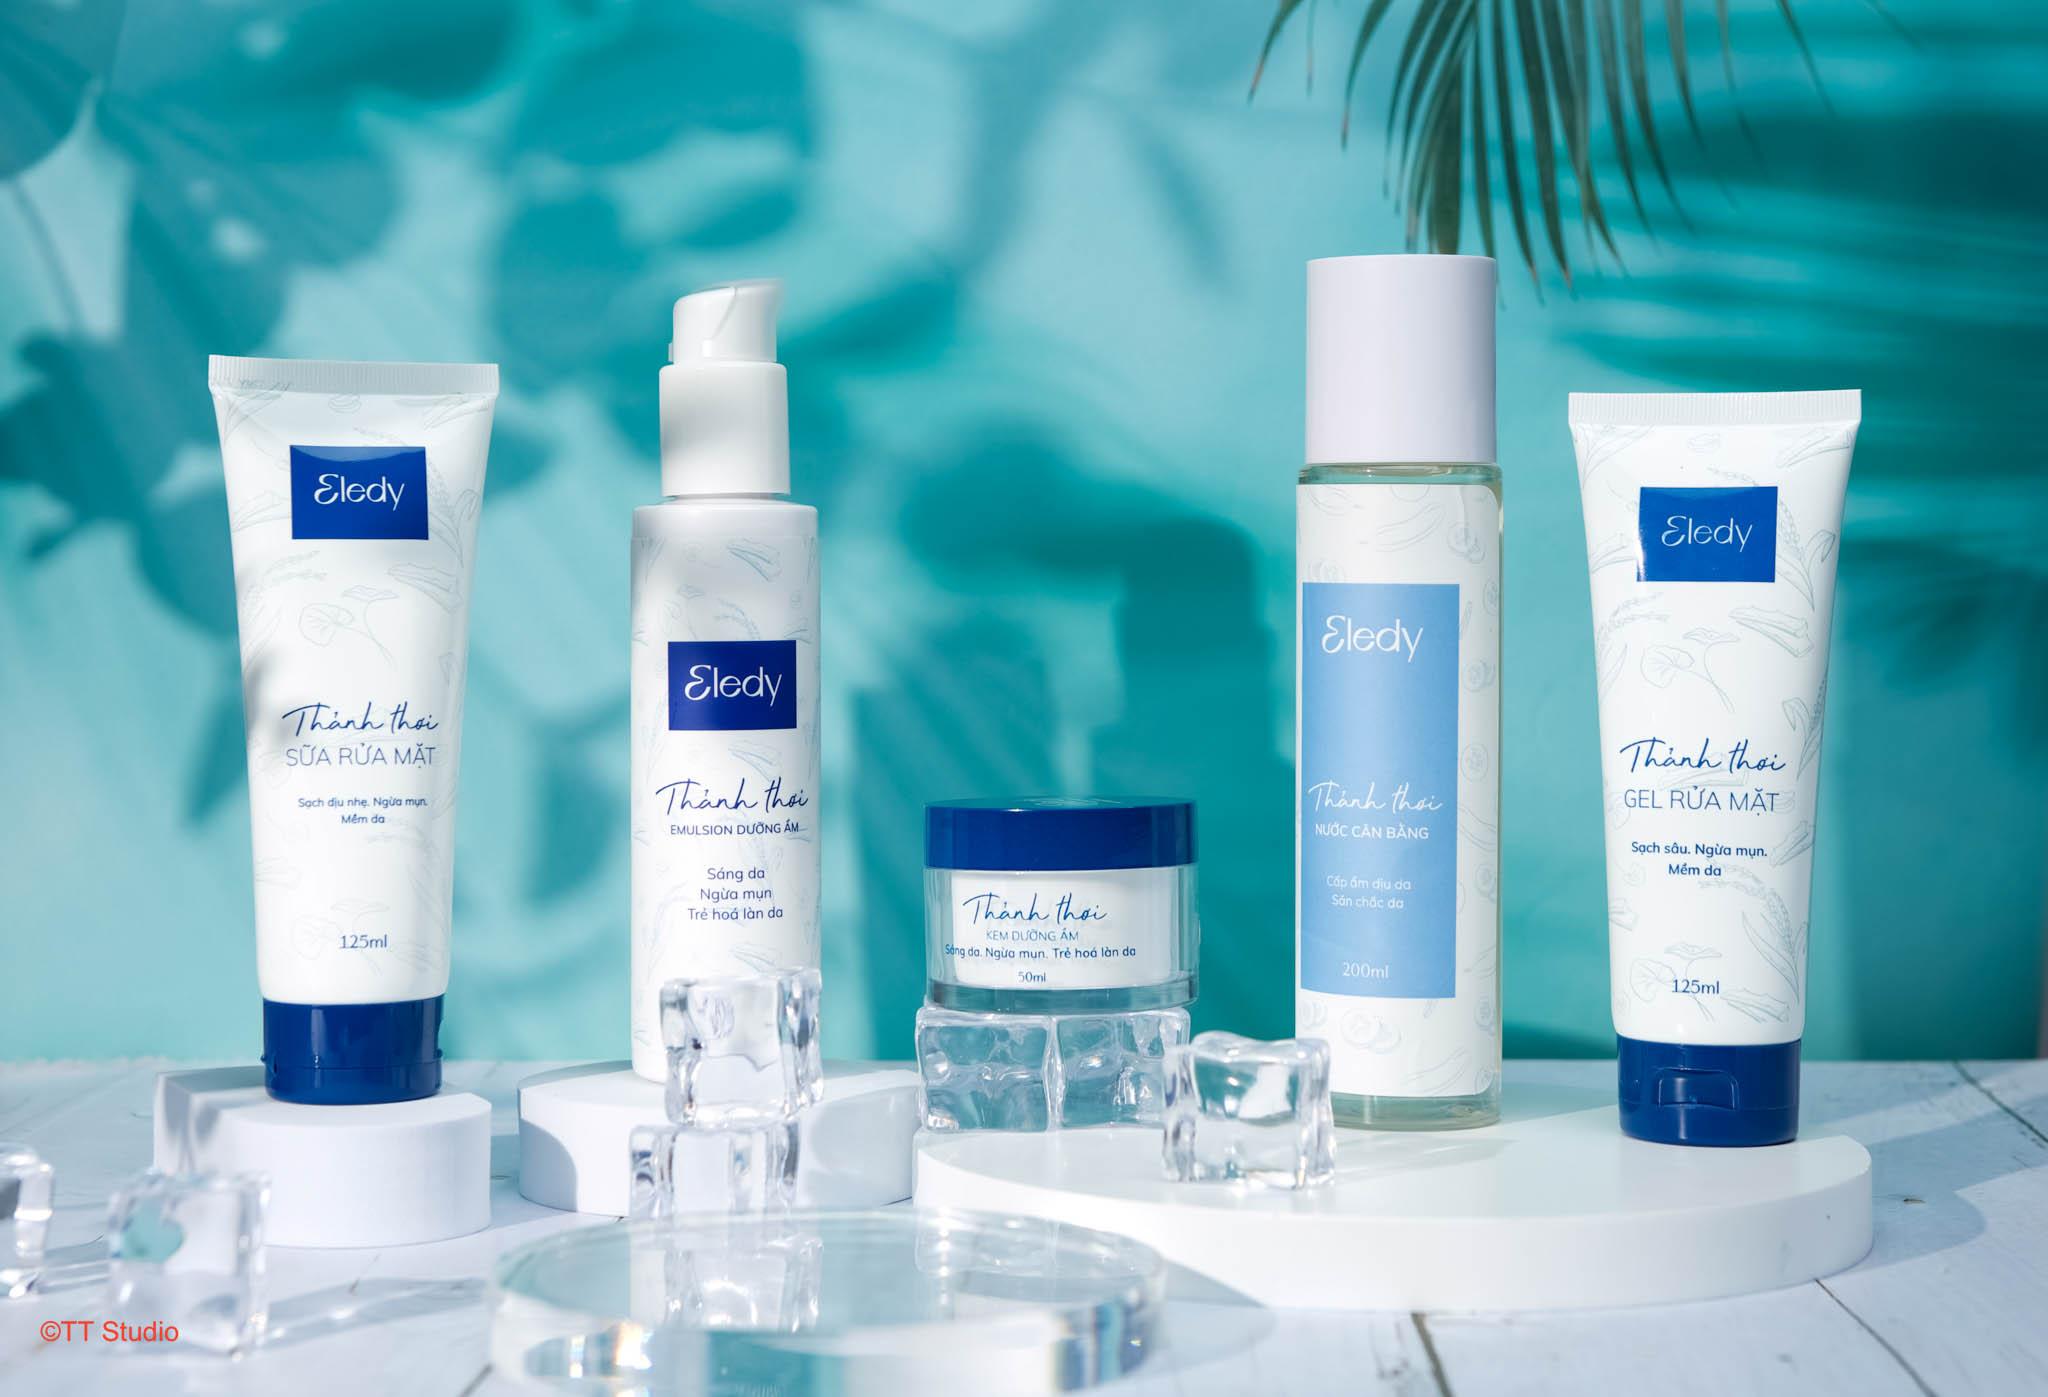 Eledy
Thảnh thơi
SỮA RỬA MẶT
Sạch dịu nhẹ. Ngừa mụn.
Mềm da
125ml
Eledy
Thảnh thơi
EMULSION DƯỠNG ẨM
Sáng da
Ngừa mụn
Trẻ hoá làn da
Thảnh thơi
KEM DƯỠNG ẨM
Sáng da. Ngừa mụn. Trẻ hoá làn da
50ml
Eledy
Thảnh thơi
NƯỚC CÂN BẰNG
Cấp ẩm dịu da
Săn chắc da
200ml
Eledy
Thảnh thơi
GEL RỬA MẶT
Sạch sâu. Ngừa mụn.
Mềm da
125ml
©TT Studio